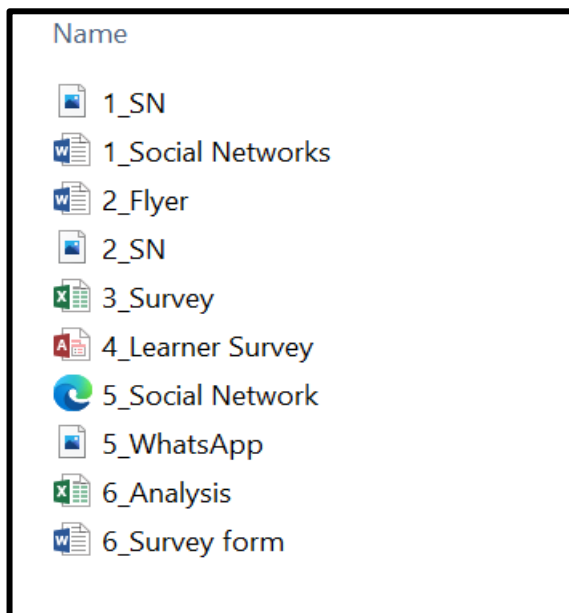 Name
1_SN
1_Social Networks
2_Flyer
2_SN
3_Survey
4_Learner Survey
5_Social Network
5_WhatsApp
6_Analysis
6_Survey form